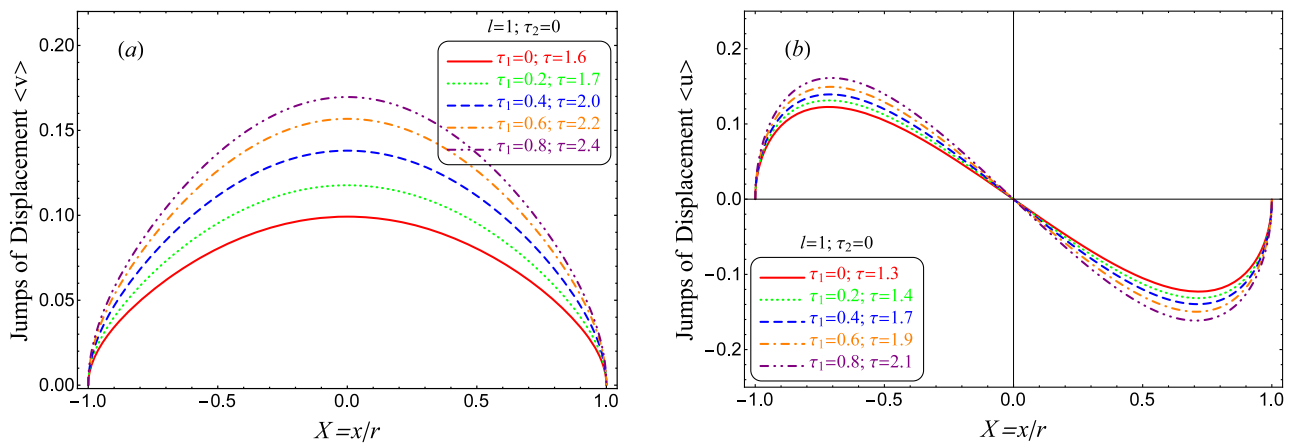 (a)
l=1; τ₂=0
τ₁=0; τ=1.6
τ₁=0.2; τ=1.7
τ₁=0.4; τ=2.0
τ₁=0.6; τ=2.2
τ₁=0.8; τ=2.4
Jumps of Displacement <v>
0.20
0.15
0.10
0.05
0.00
-1.0 -0.5 0.0 0.5 1.0
X=x/r
(b)
l=1; τ₂=0
τ₁=0; τ=1.3
τ₁=0.2; τ=1.4
τ₁=0.4; τ=1.7
τ₁=0.6; τ=1.9
τ₁=0.8; τ=2.1
Jumps of Displacement <u>
0.2
0.1
0.0
-0.1
-0.2
-1.0 -0.5 0.0 0.5 1.0
X=x/r